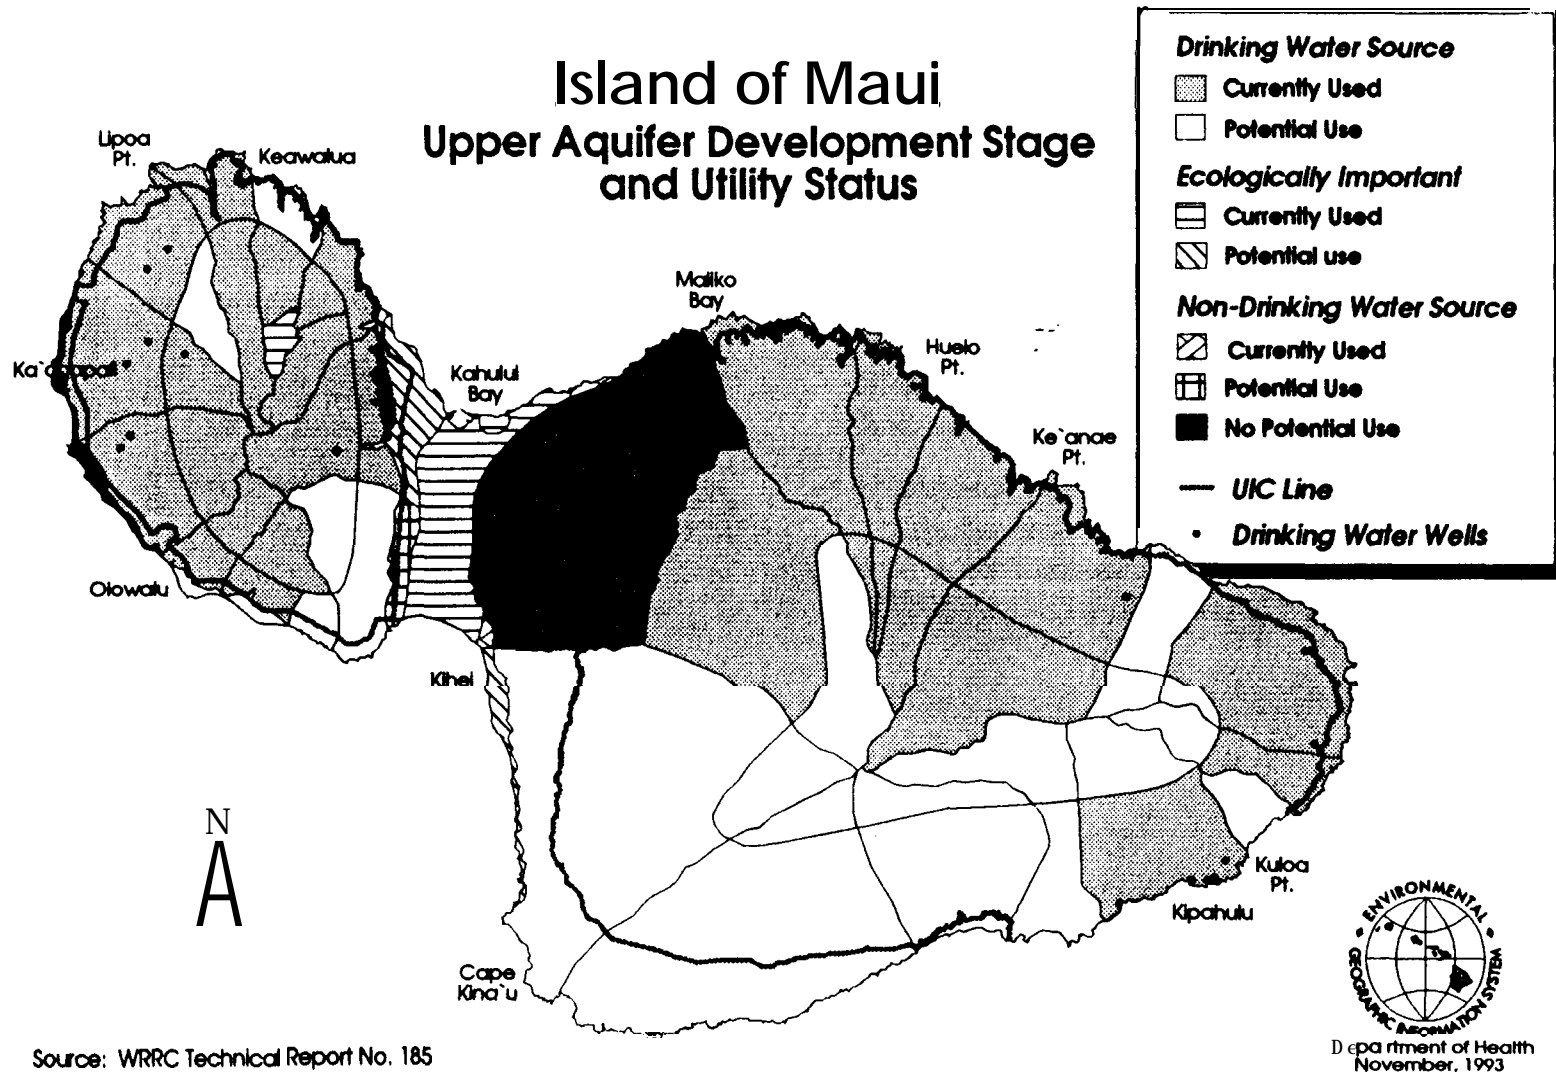 Island of Maui
Upper Aquifer Development Stage
and Utility Status
Drinking Water Source
Currently Used
Potential Use
Ecologically Important
Currently Used
Potential use
Non-Drinking Water Source
Currently Used
Potential Use
No Potential Use
UIC Line
Drinking Water Wells
Lipoa
Pt.
Keawalua
Maliko
Bay
Huelo
Pt.
Kahului
Bay
Ke`anae
Pt.
Olowalu
Kihei
Kuloa
Pt.
Kipahulu
Cape
Kina`u
N
ENVIRONMENTAL
GEOGRAPHIC INFORMATION SYSTEM
Department of Health
November, 1993
Source: WRRC Technical Report No. 185